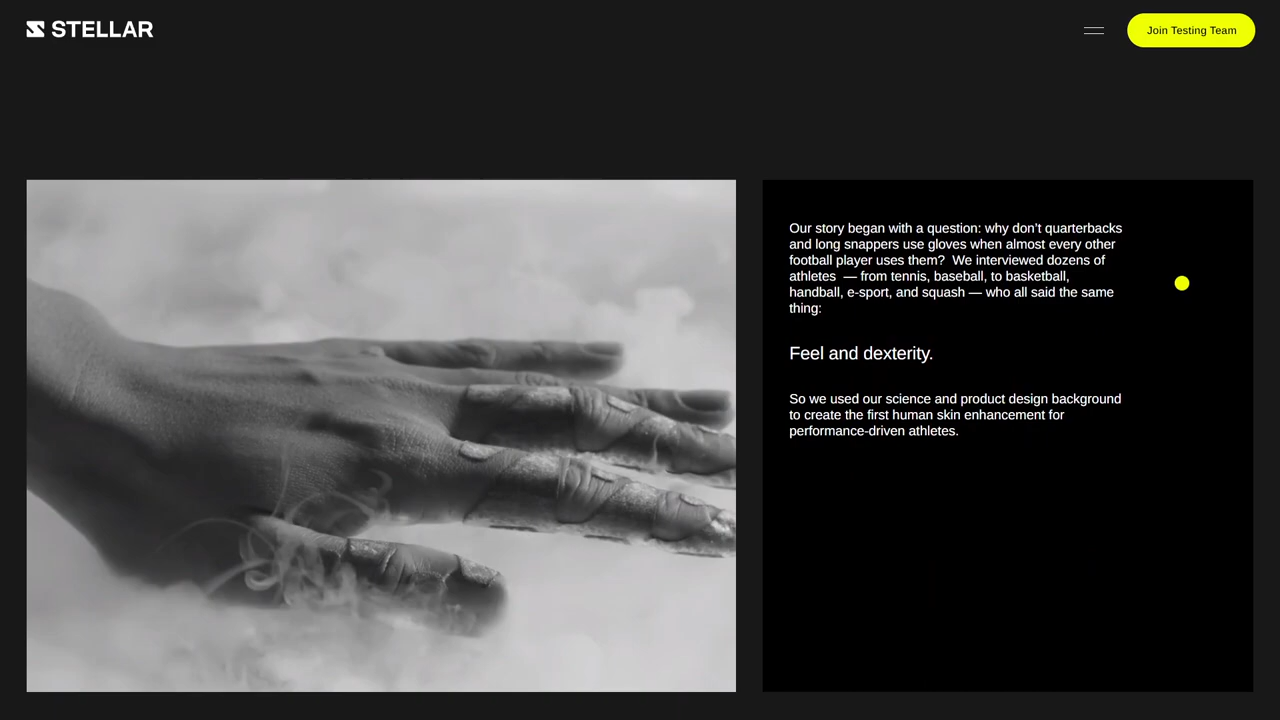 STELLAR
Join Testing Team
Our story began with a question: why don’t quarterbacks
and long snappers use gloves when almost every other
football player uses them?  We interviewed dozens of
athletes  — from tennis, baseball, to basketball,
handball, e-sport, and squash — who all said the same
thing:
Feel and dexterity.
So we used our science and product design background
to create the first human skin enhancement for
performance-driven athletes.